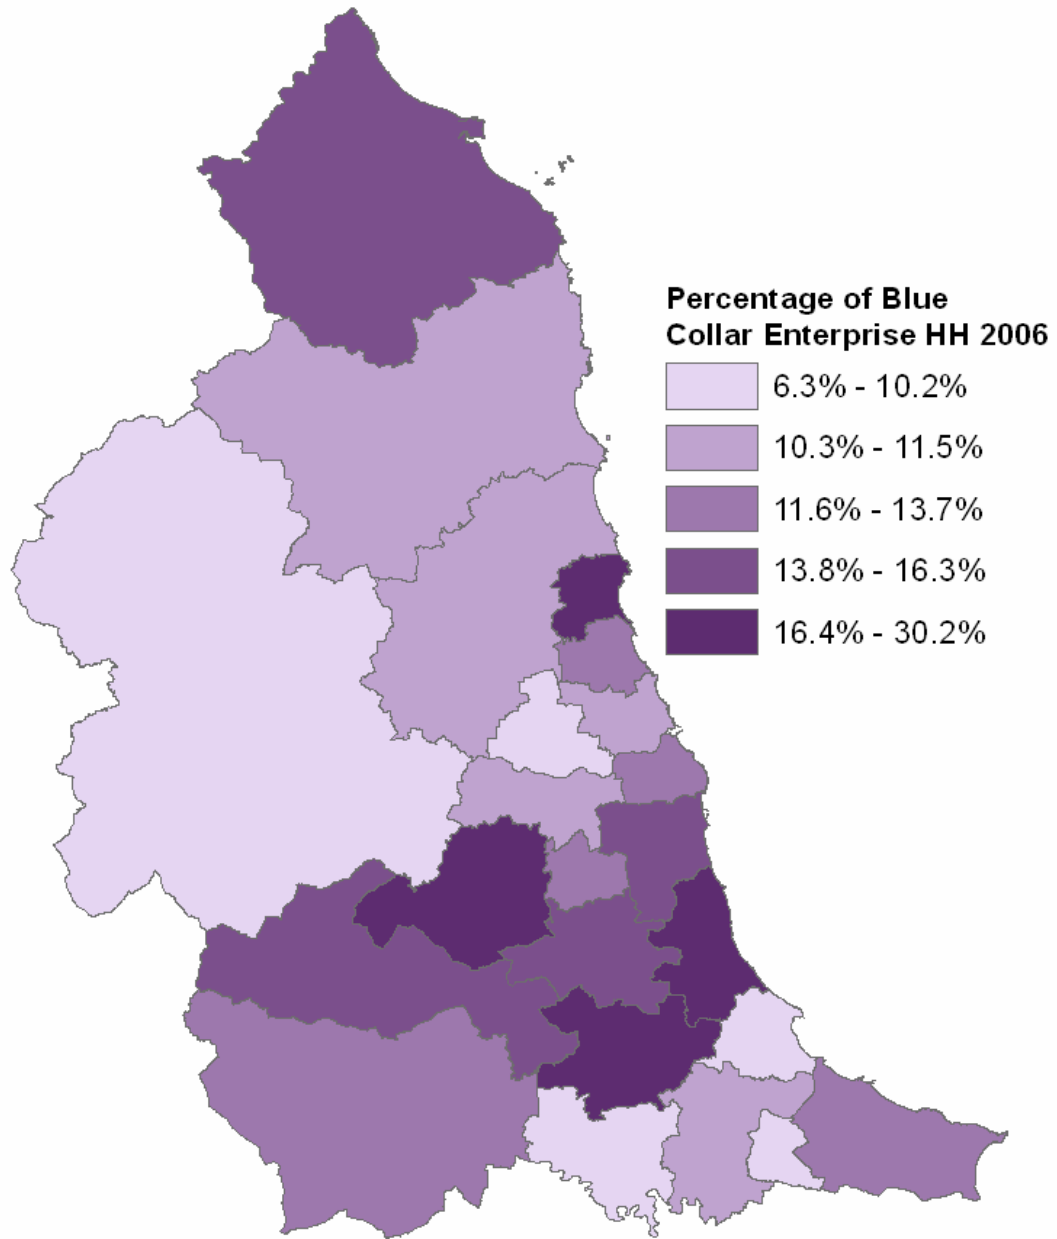 Percentage of Blue
Collar Enterprise HH 2006
6.3% - 10.2%
10.3% - 11.5%
11.6% - 13.7%
13.8% - 16.3%
16.4% - 30.2%